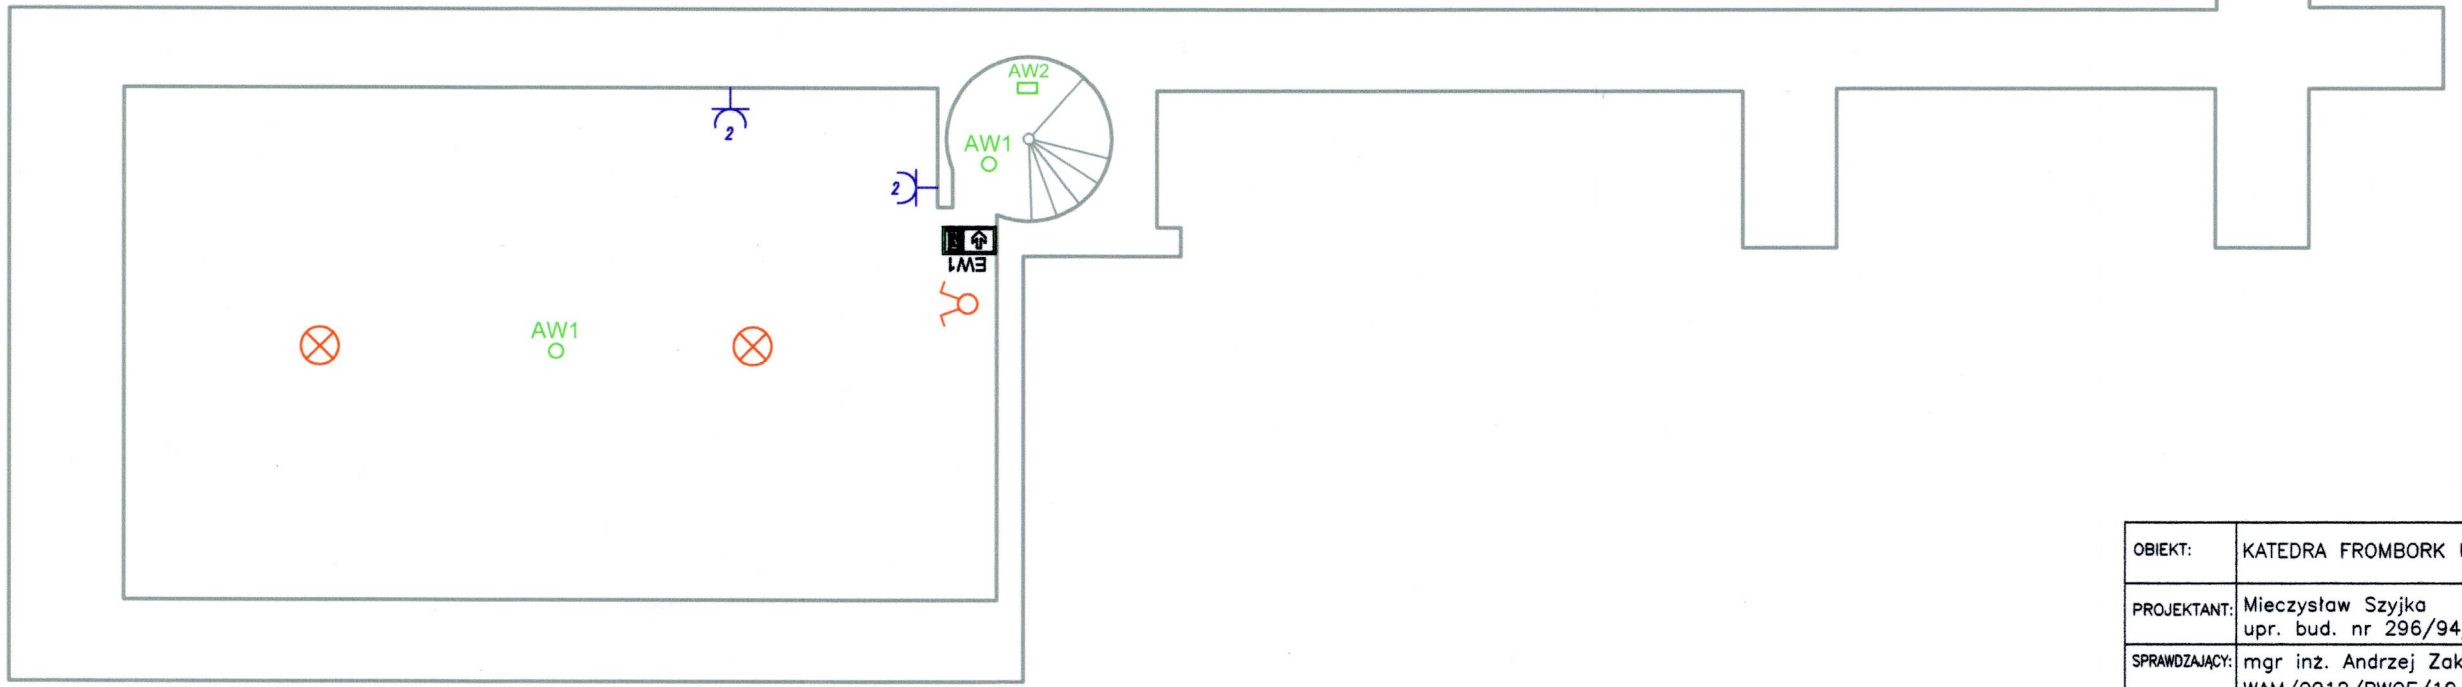 AW2
2
AW1
2
EW1
AW1
OBIEKT: KATEDRA FROMBORK
PROJEKTANT: Mieczysław Szyjka
upr. bud. nr 296/94
SPRAWDZAJĄCY: mgr inż. Andrzej Zak